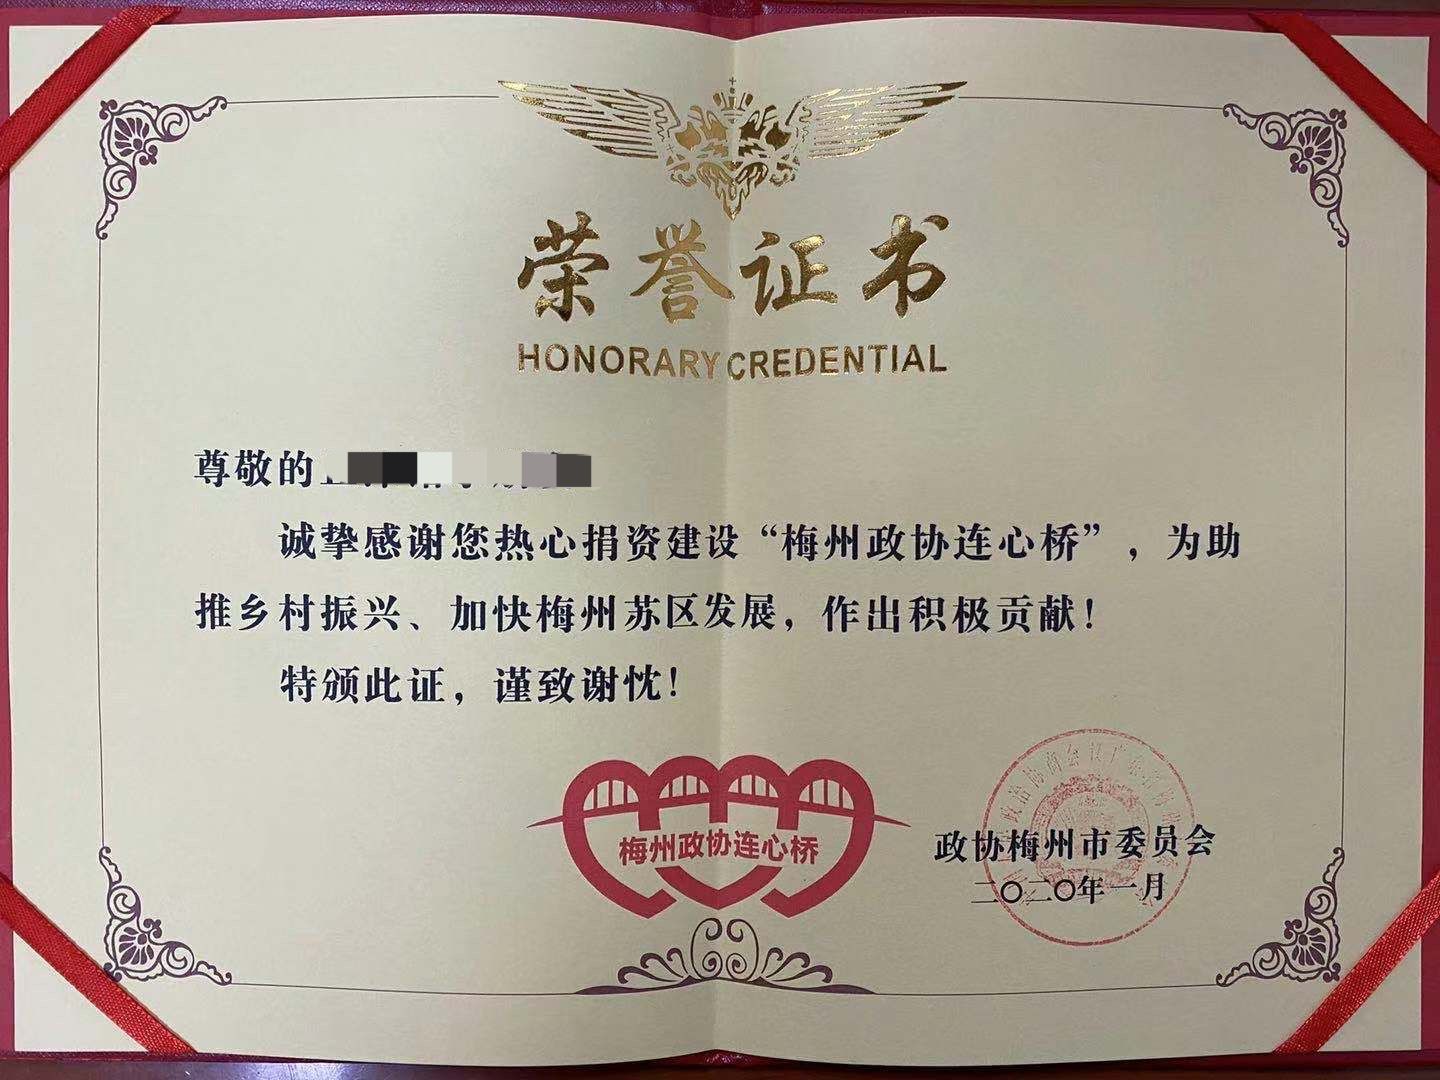 荣誉证书
HONORARY CREDENTIAL
尊敬的
诚挚感谢您热心捐资建设“梅州政协连心桥”，为助
推乡村振兴、加快梅州苏区发展，作出积极贡献！
特颁此证，谨致谢忱！
梅州政协连心桥
政协梅州市委员会
二〇二〇年一月